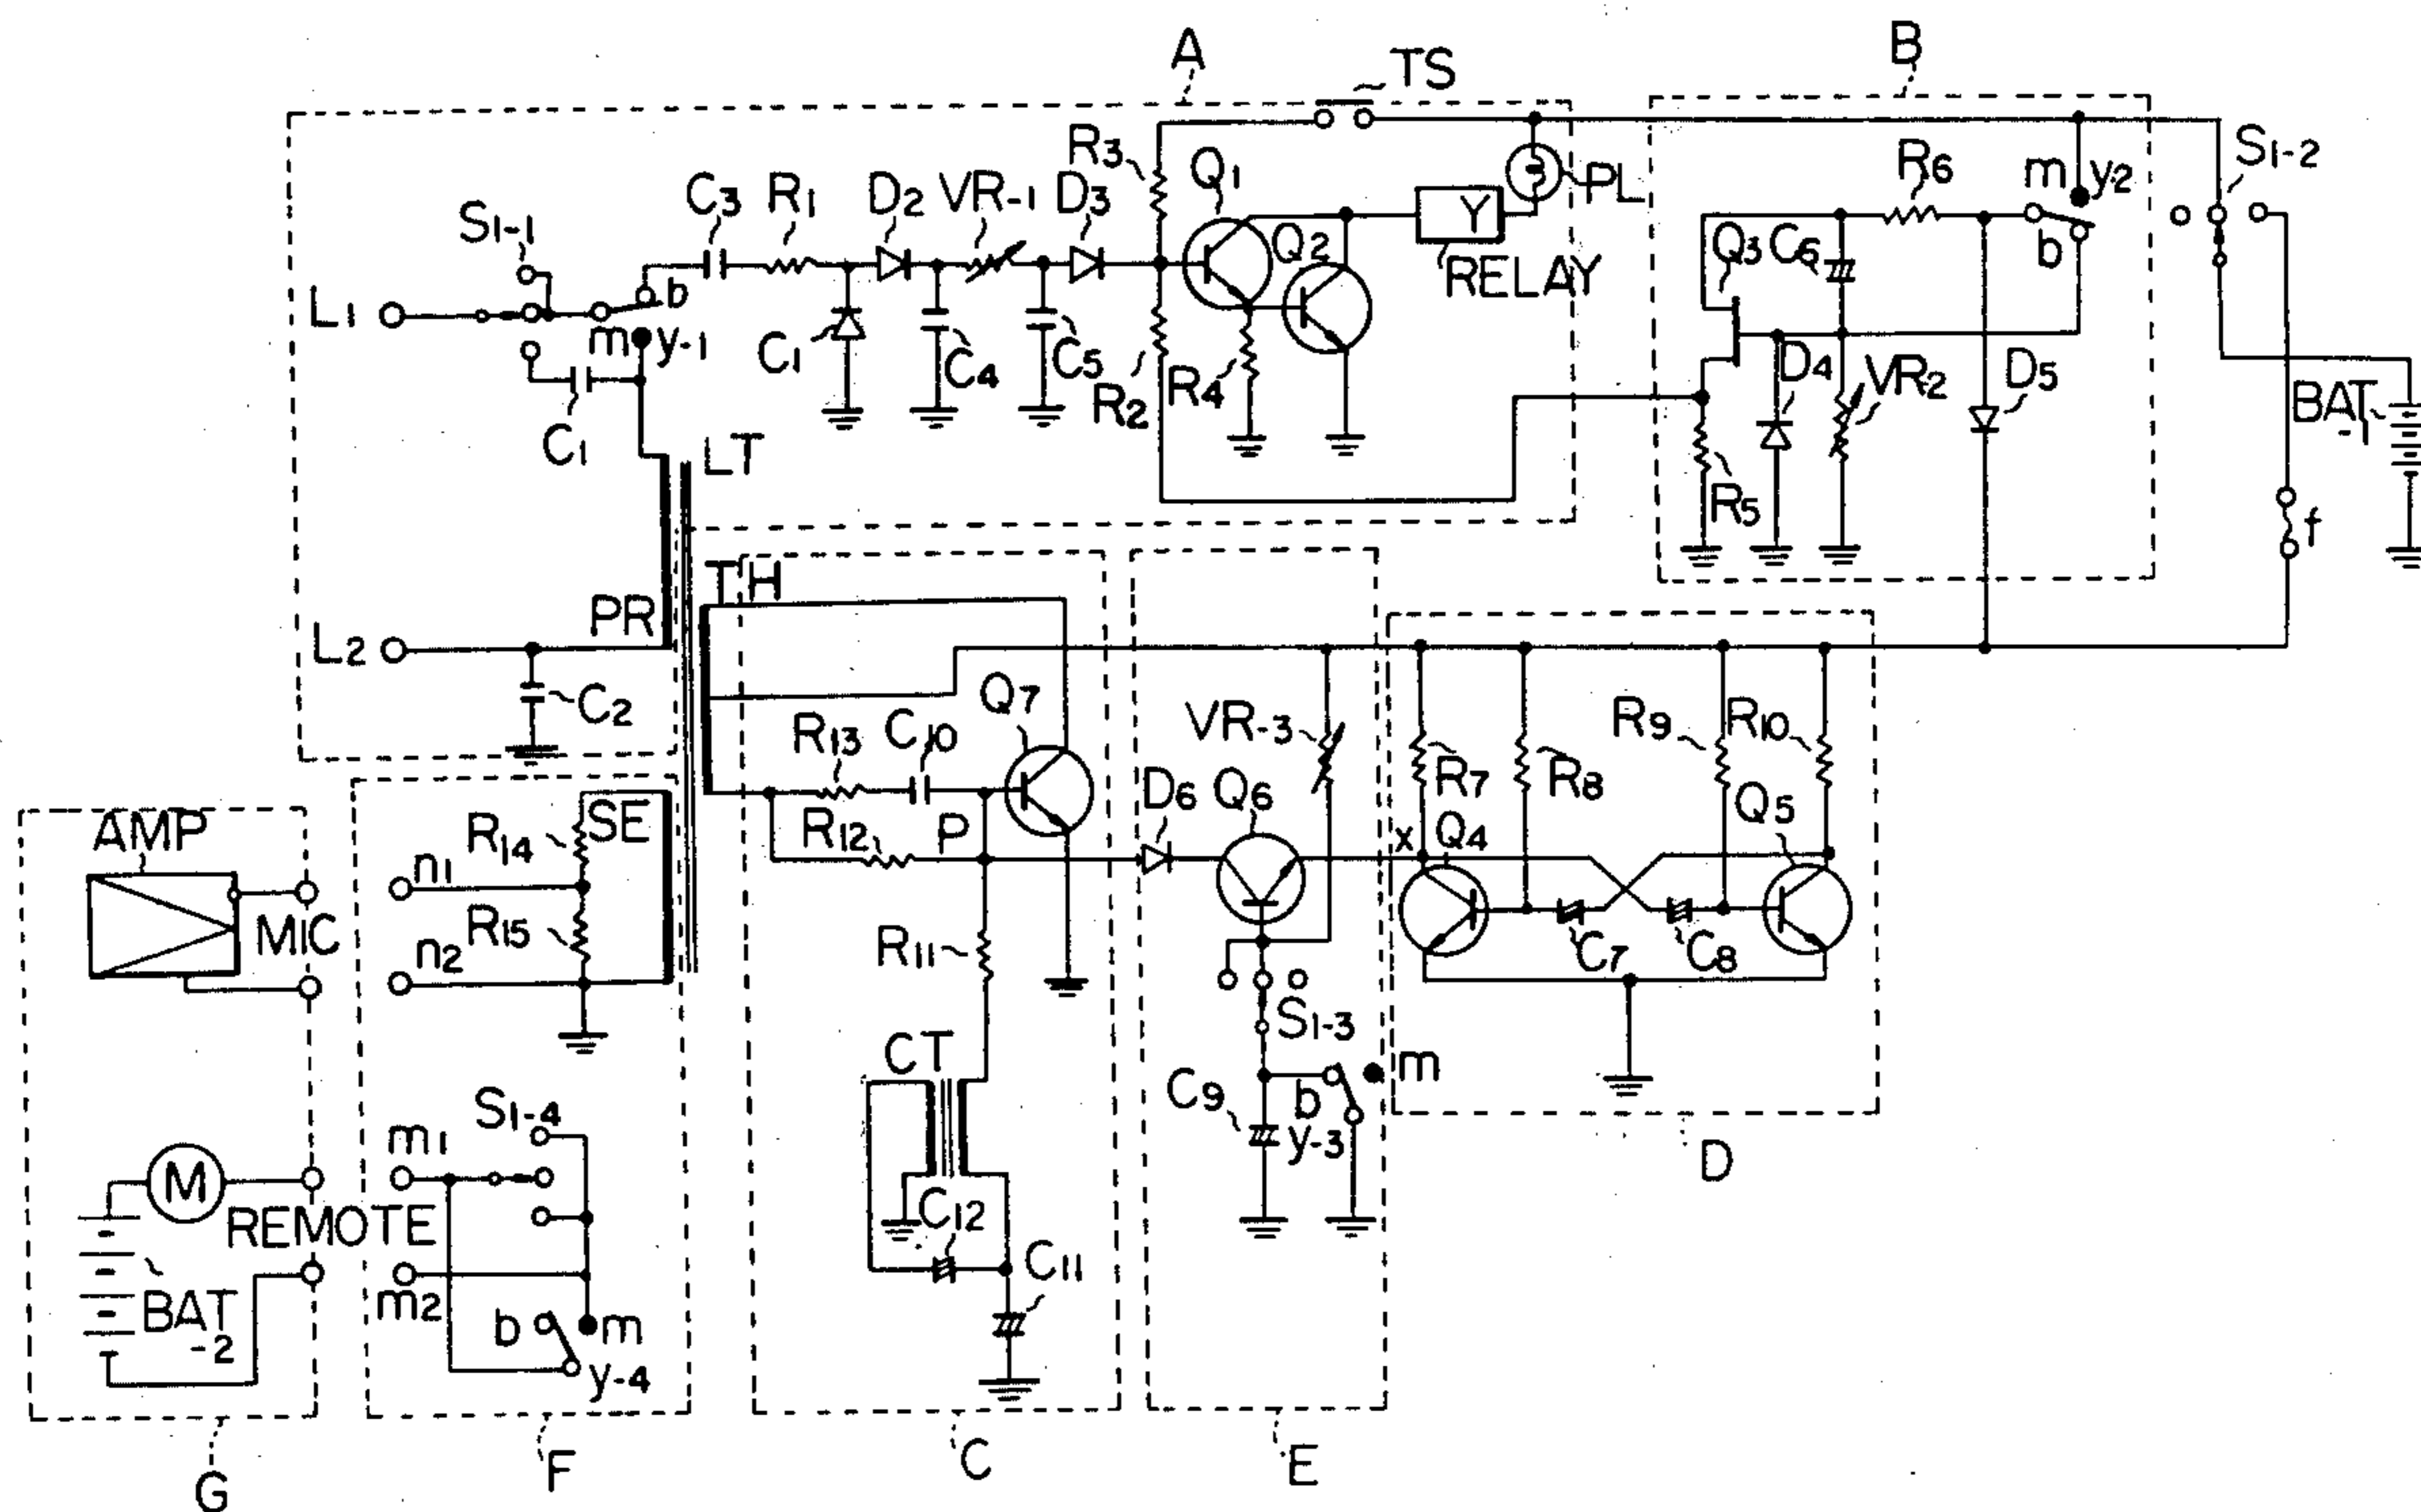 A
TS
B
R3
Q1
S1-2
C3 R1 D2 VR-1 D3
PL
R6
m y2
S1-1
Q2
Y
Q3 C6
b
L1
b
RELAY
m y-1
C1
C4
C5
R2
R4
D4
VR2
D5
BAT-1
C1
LT
R5
f
T H
PR
L2
C2
Q7
R13 C10
VR-3
R9 R10
D6 Q6
R7
R8
Q5
AMP
R14
SE
R12
P
x Q4
n1
MIC
R15
n2
R11
C7
C8
S1-3
CT
m
C9
b
y-3
S1-4
m1
M
D
REMOTE
C12
C11
m2
BAT-2
b m
y-4
G
F
C
E